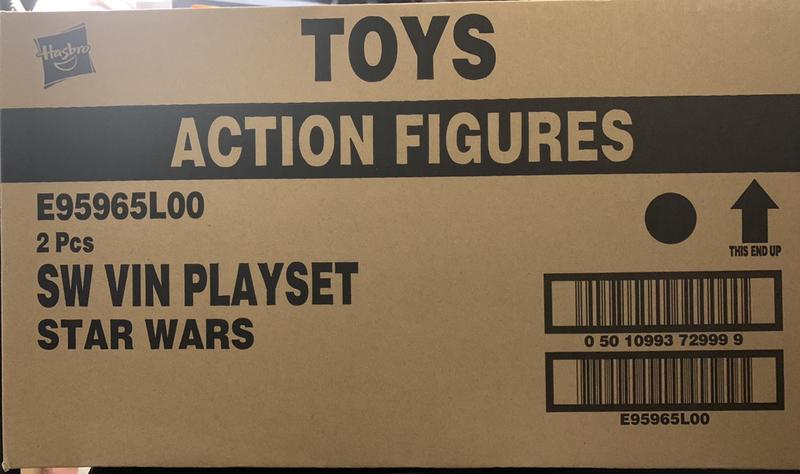 Hasbro
TOYS
ACTION FIGURES
E95965L00
2 Pcs
SW VIN PLAYSET
STAR WARS
THIS END UP
0 50 10993 72999 9
E95965L00